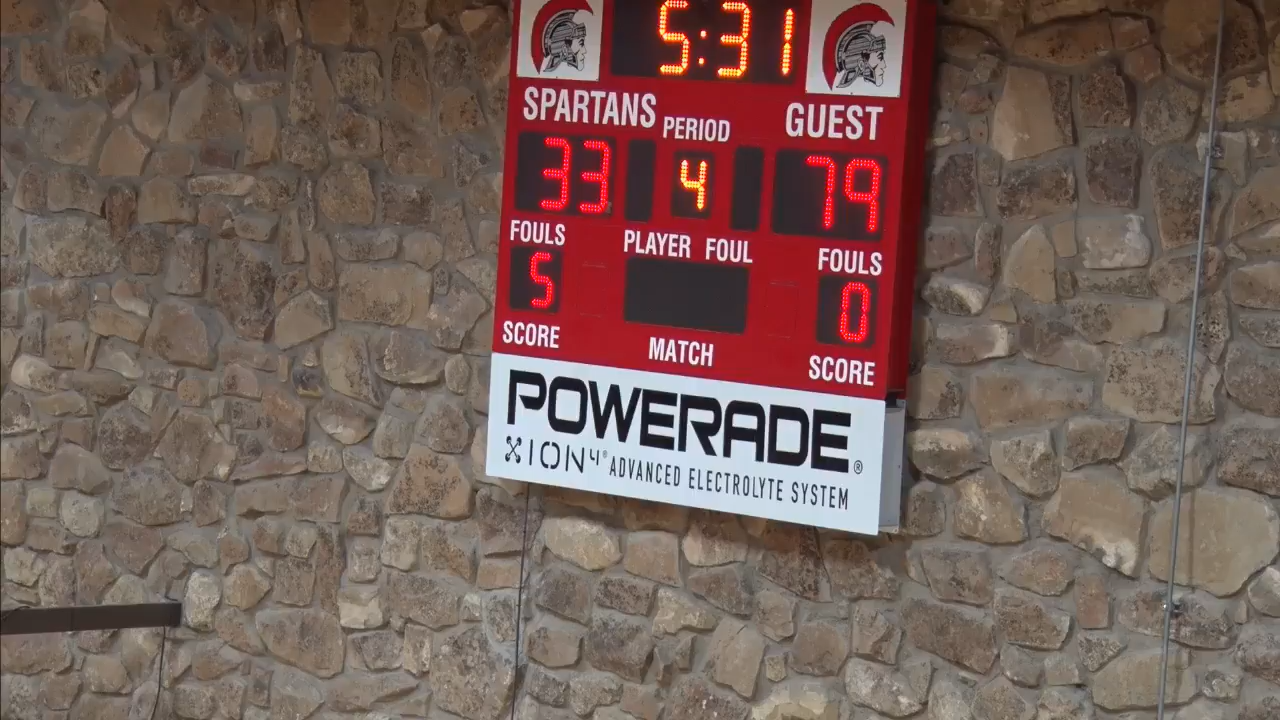 5:31
SPARTANS PERIOD GUEST
33 4 79
FOULS PLAYER FOUL FOULS
5 0
SCORE MATCH SCORE
POWERADE®
ION4® ADVANCED ELECTROLYTE SYSTEM